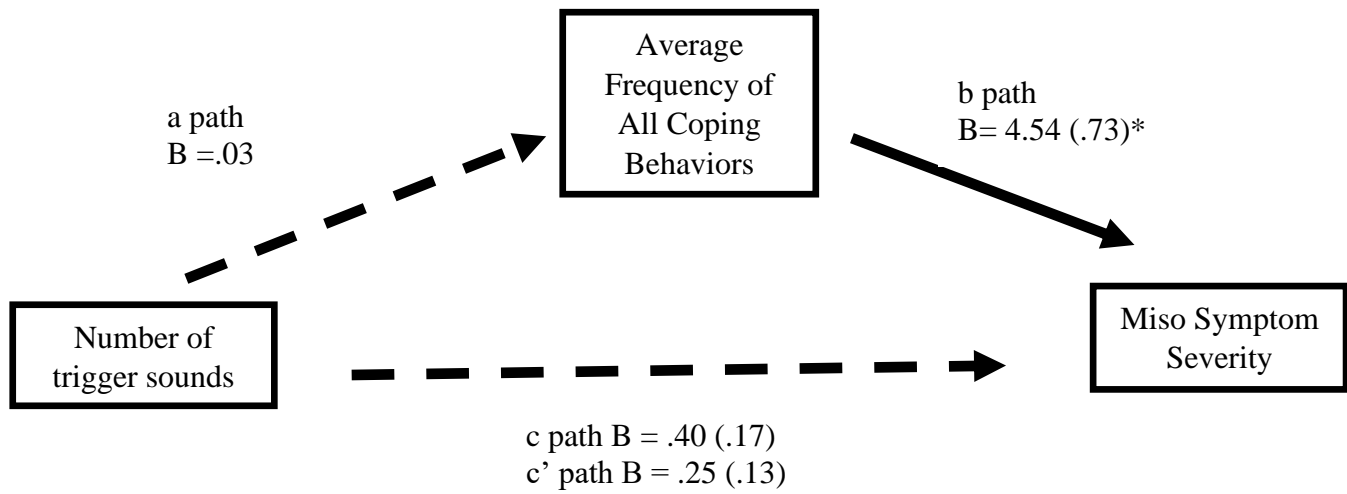 Average
Frequency of
All Coping
Behaviors
a path
B =.03
b path
B= 4.54 (.73)*
Number of
trigger sounds
Miso Symptom
Severity
c path B = .40 (.17)
c’ path B = .25 (.13)